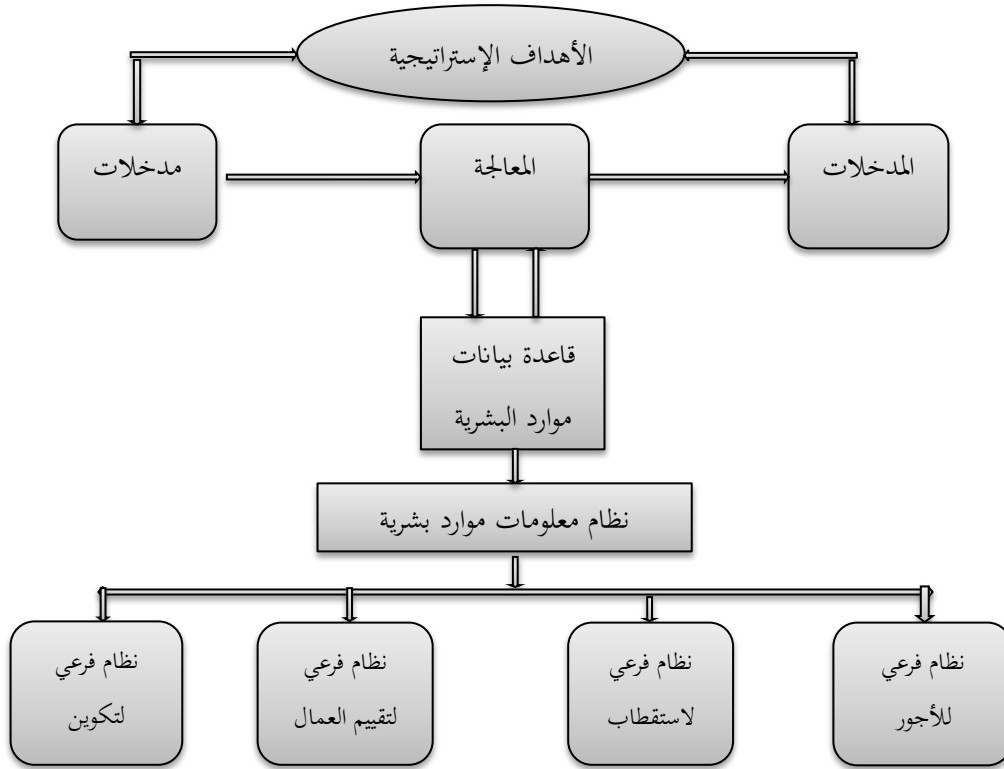 الأهداف الإستراتيجية
المدخلات
المعالجة
مدخلات
قاعدة بيانات
موارد البشرية
نظام معلومات موارد بشرية
نظام فرعي
للأجور
نظام فرعي
لاستقطاب
نظام فرعي
لتقييم العمال
نظام فرعي
لتكوين